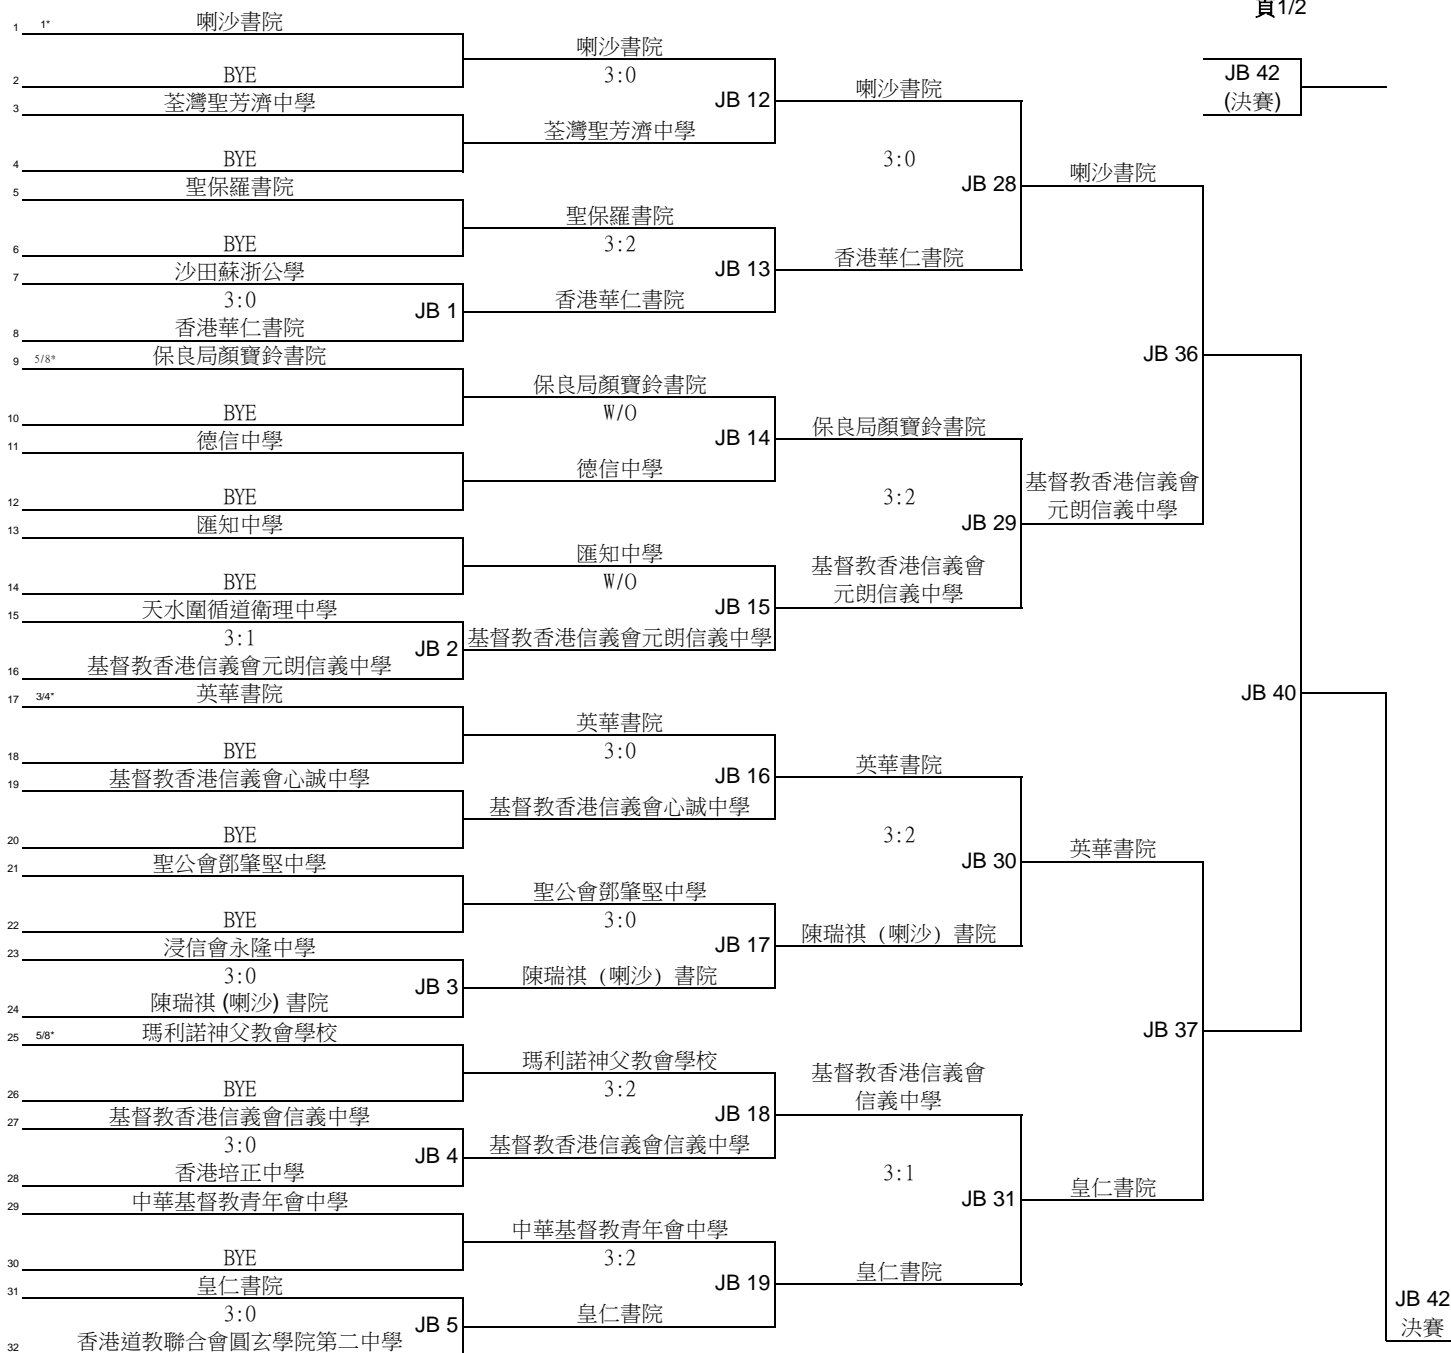 頁1/2
1 1* 喇沙書院
喇沙書院
2 BYE
3:0
JB 42
(決賽)
3 荃灣聖芳濟中學
JB 12
喇沙書院
荃灣聖芳濟中學
4 BYE
3:0
5 聖保羅書院
JB 28
喇沙書院
聖保羅書院
6 BYE
3:2
7 沙田蘇浙公學
JB 13
香港華仁書院
3:0
JB 1
香港華仁書院
8 香港華仁書院
9 5/8* 保良局顏寶鈴書院
JB 36
保良局顏寶鈴書院
10 BYE
W/O
11 德信中學
JB 14
保良局顏寶鈴書院
德信中學
12 BYE
3:2
基督教香港信義會
元朗信義中學
13 匯知中學
JB 29
匯知中學
14 BYE
W/O
基督教香港信義會
元朗信義中學
15 天水圍循道衛理中學
JB 15
3:1
JB 2
基督教香港信義會元朗信義中學
16 基督教香港信義會元朗信義中學
17 3/4* 英華書院
JB 40
英華書院
18 BYE
3:0
19 基督教香港信義會心誠中學
JB 16
英華書院
基督教香港信義會心誠中學
20 BYE
3:2
21 聖公會鄧肇堅中學
JB 30
英華書院
聖公會鄧肇堅中學
22 BYE
3:0
23 浸信會永隆中學
JB 17
陳瑞祺（喇沙）書院
3:0
JB 3
陳瑞祺（喇沙）書院
24 陳瑞祺 (喇沙) 書院
25 5/8* 瑪利諾神父教會學校
JB 37
瑪利諾神父教會學校
26 BYE
3:2
基督教香港信義會
信義中學
27 基督教香港信義會信義中學
JB 18
3:0
JB 4
基督教香港信義會信義中學
28 香港培正中學
3:1
29 中華基督教青年會中學
JB 31
皇仁書院
中華基督教青年會中學
30 BYE
3:2
31 皇仁書院
JB 19
皇仁書院
3:0
JB 5
皇仁書院
32 香港道教聯合會圓玄學院第二中學
JB 42
決賽